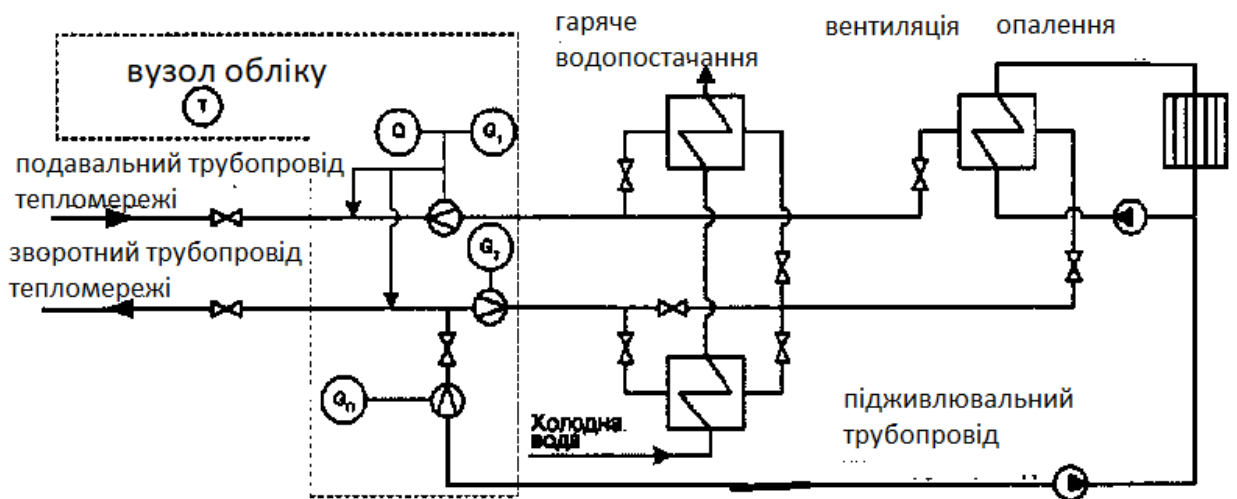 гаряче
водопостачання
вентиляція опалення
вузол обліку
T
Q
G1
подавальний трубопровід
тепломережі
G2
зворотний трубопровід
тепломережі
Gп
Холодна
вода
підживлювальний
трубопровід